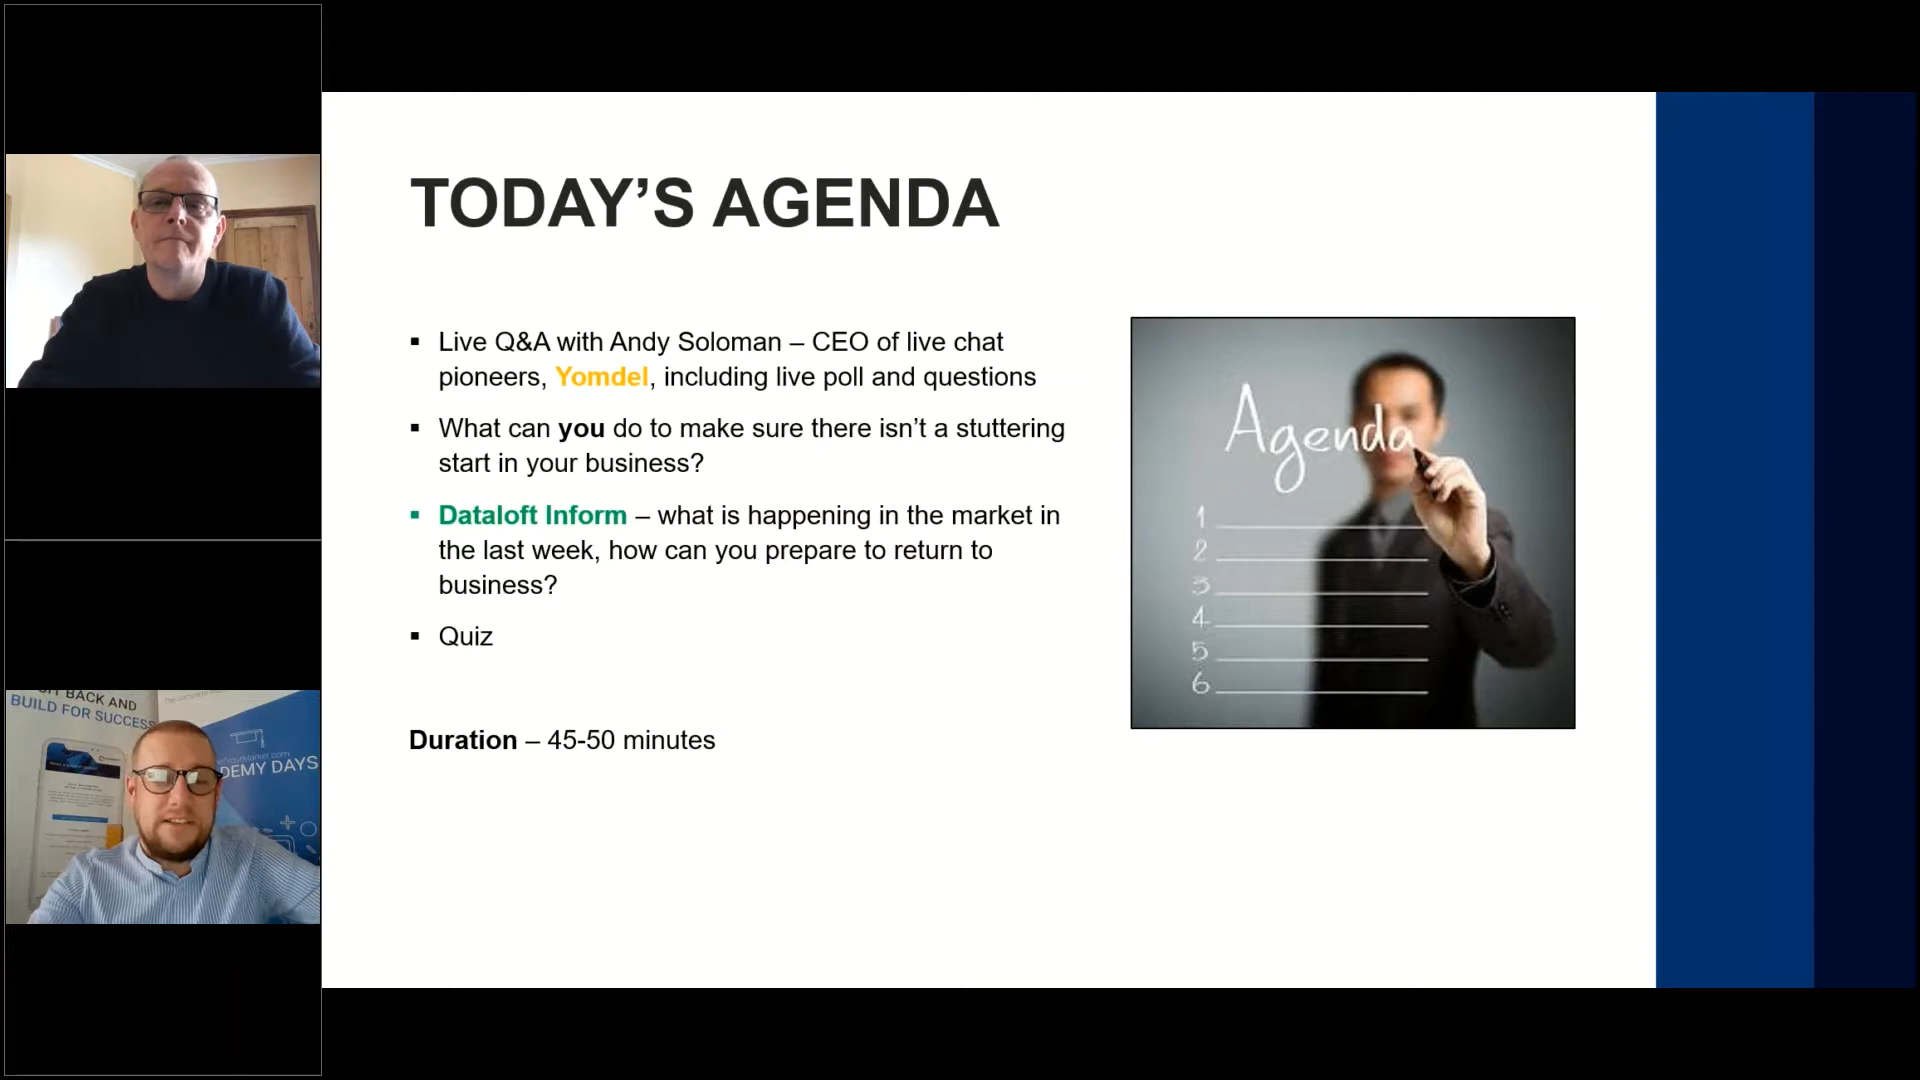 TODAY’S AGENDA
▪ Live Q&A with Andy Soloman – CEO of live chat
pioneers, Yomdel, including live poll and questions
▪ What can you do to make sure there isn’t a stuttering
start in your business?
▪ Dataloft Inform – what is happening in the market in
the last week, how can you prepare to return to
business?
▪ Quiz
Duration – 45-50 minutes
Agenda
1
2
3
4
5
6
BACK AND
BUILD FOR SUCCESS
DEMY DAYS